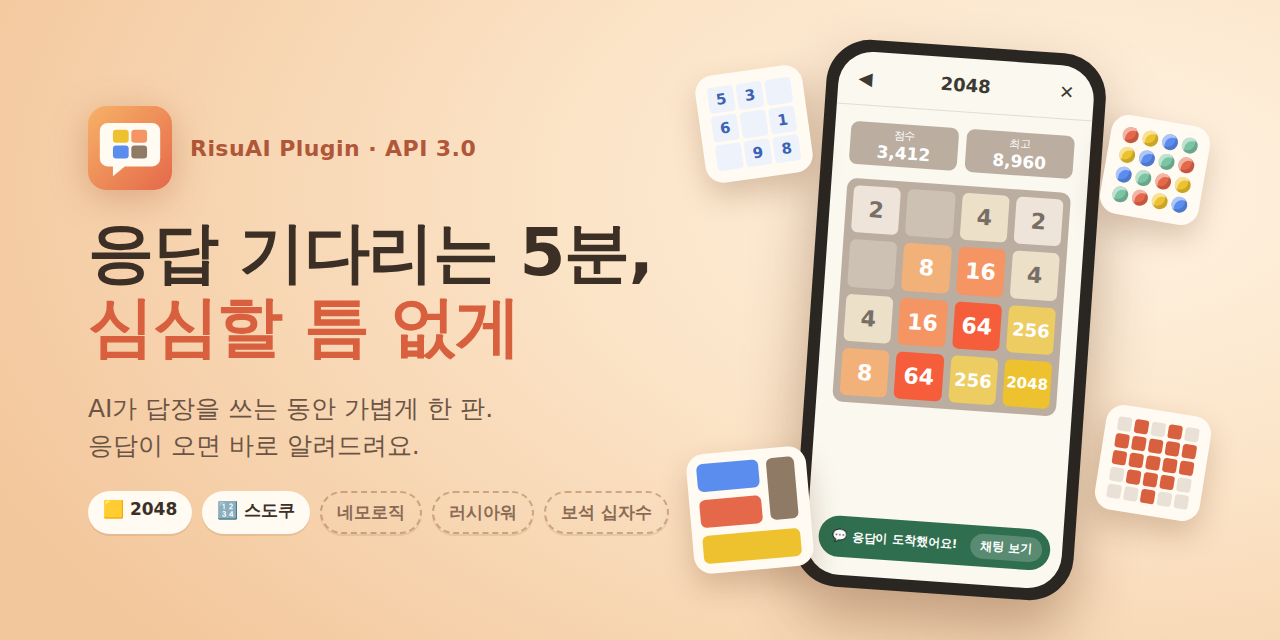 RisuAI Plugin · API 3.0
응답 기다리는 5분,
심심할 틈 없게
AI가 답장을 쓰는 동안 가볍게 한 판.
응답이 오면 바로 알려드려요.
🟨 2048
🔢 스도쿠
네모로직
러시아워
보석 십자수
5 3
6 1
9 8
◀ 2048 ✕
점수 최고
3,412 8,960
2 4 2
8 16 4
4 16 64 256
8 64 256 2048
💬 응답이 도착했어요! 채팅 보기